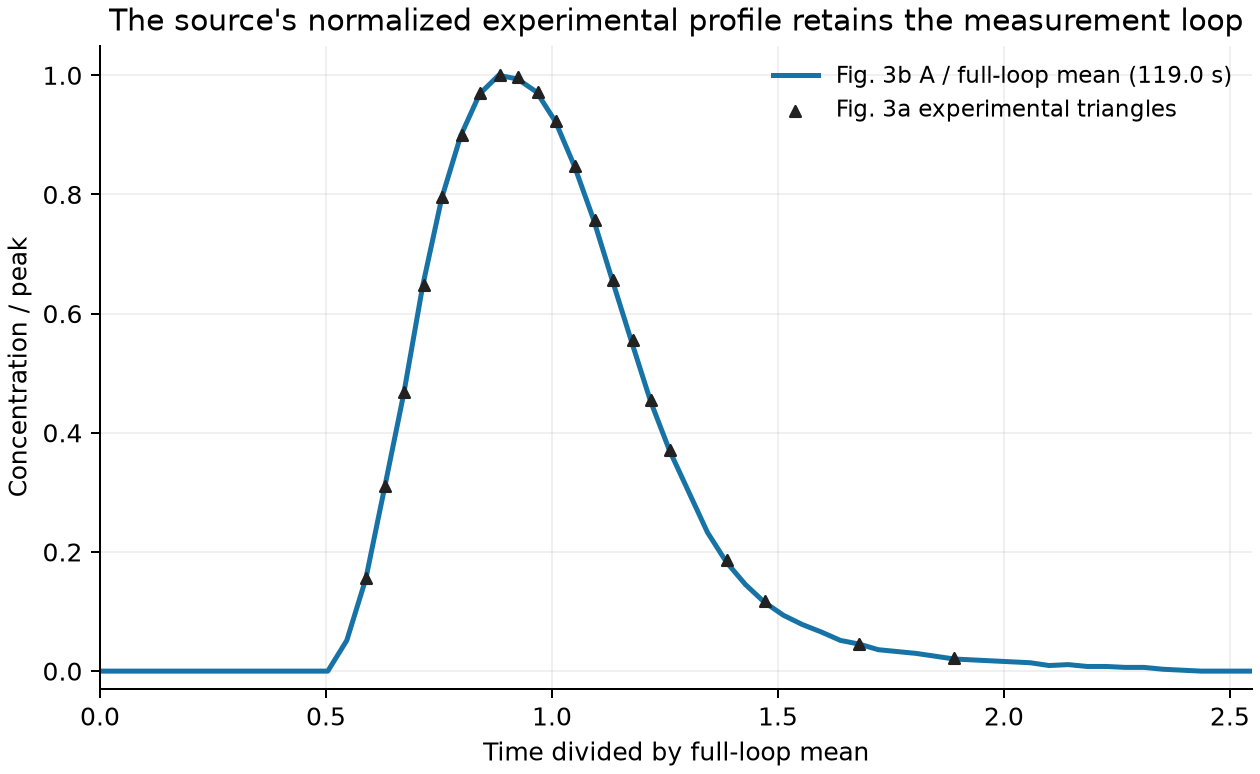 The source's normalized experimental profile retains the measurement loop
Fig. 3b A / full-loop mean (119.0 s)
Fig. 3a experimental triangles
Concentration / peak
1.0
0.8
0.6
0.4
0.2
0.0
0.0 0.5 1.0 1.5 2.0 2.5
Time divided by full-loop mean